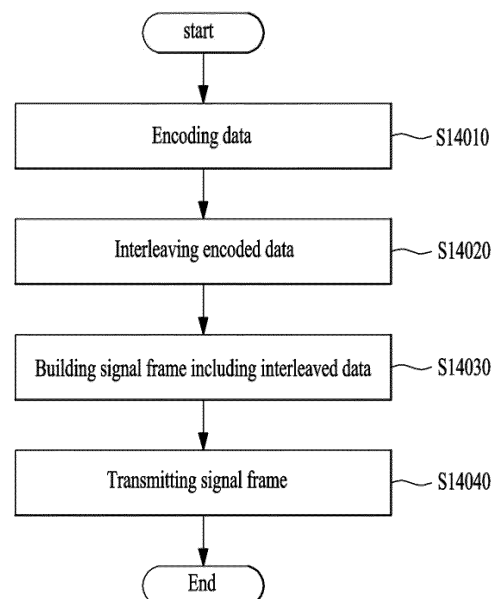 start
Encoding data
S14010
Interleaving encoded data
S14020
Building signal frame including interleaved data
S14030
Transmitting signal frame
S14040
End